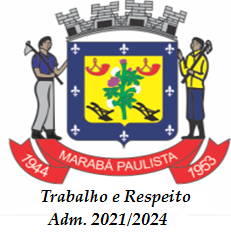 1944 MARABÁ PAULISTA 1953
Trabalho e Respeito
Adm. 2021/2024